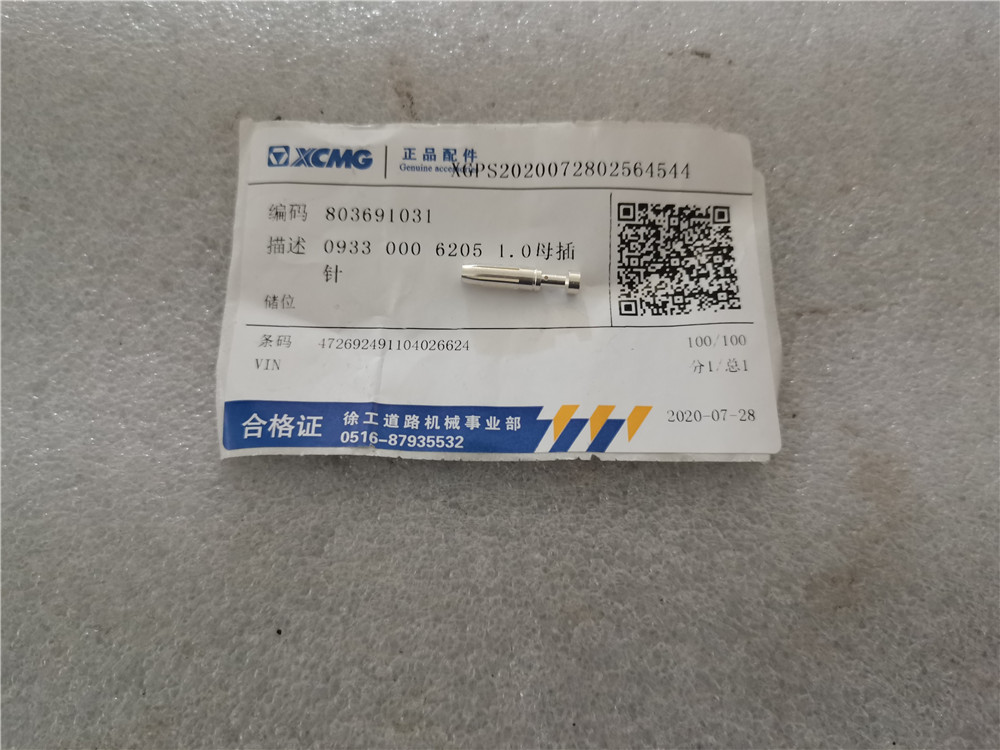 XCMG 正品配件
Genuine accessories XGPS2020072802564544
编码 803691031
描述 0933 000 6205 1.0母插
针
储位
条码 472692491104026624 100/100
VIN 分1/总1
合格证 徐工道路机械事业部
0516-87935532
2020-07-28